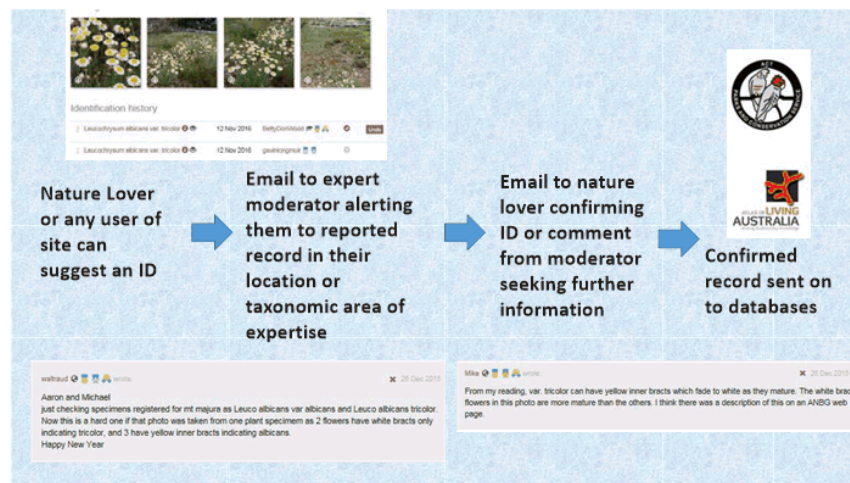 Identification history
Leucochrysum albicans var. tricolor 12 Nov 2016 BettyDonWood Undo
Leucochrysum albicans var. tricolor 12 Nov 2016 gavinlongmuir
Nature Lover
or any user of
site can
suggest an ID
Email to expert
moderator alerting
them to reported
record in their
location or
taxonomic area of
expertise
Email to nature
lover confirming
ID or comment
from moderator
seeking further
information
ACT
PARKS AND CONSERVATION SERVICE
ATLAS OF LIVING
AUSTRALIA
Confirmed
record sent on
to databases
waltraud wrote: 26 Dec 2015
Aaron and Michael
just checking specimens registered for mt majura as Leuco albicans var albicans and Leuco albicans tricolor.
Now this is a hard one if that photo was taken from one plant specimem as 2 flowers have white bracts only
indicating tricolor, and 3 have yellow inner bracts indicating albicans.
Happy New Year
Mike wrote: 26 Dec 2015
From my reading, var. tricolor can have yellow inner bracts which fade to white as they mature. The white brac
flowers in this photo are more mature than the others. I think there was a description of this on an ANBG web
page.